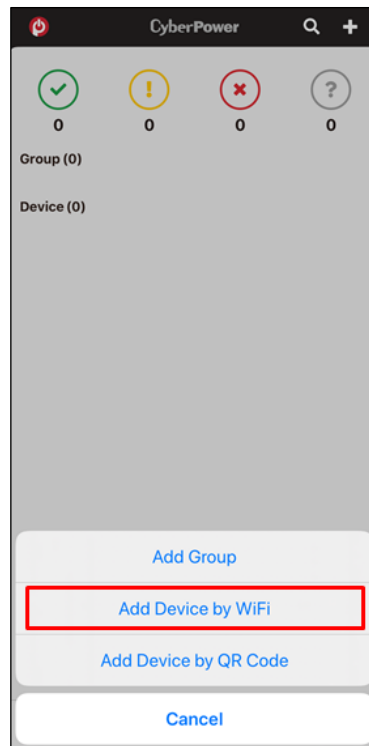 CyberPower
0 0 0 0
Group (0)
Device (0)
Add Group
Add Device by WiFi
Add Device by QR Code
Cancel